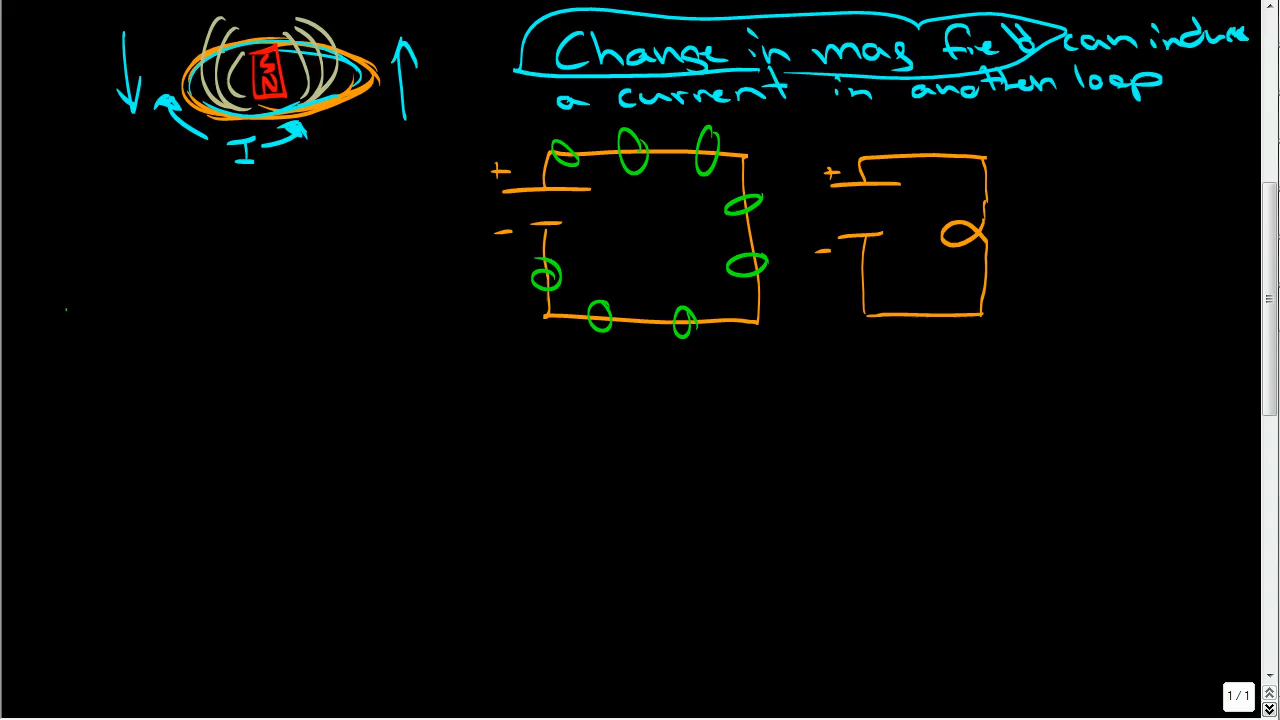 Change in mag field can induce
a current in another loop
S
N
I
+
-
+
-
1 / 1